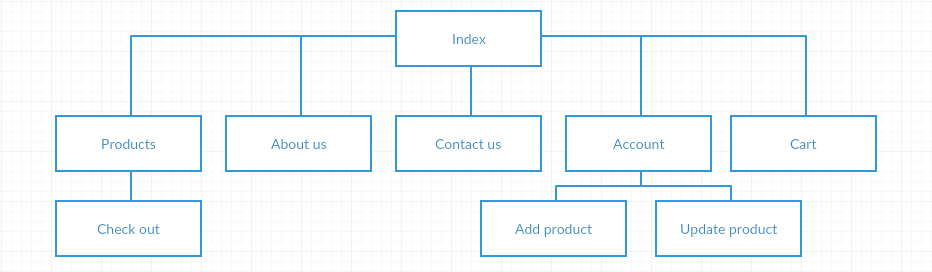 Index
Products
About us
Contact us
Account
Cart
Check out
Add product
Update product